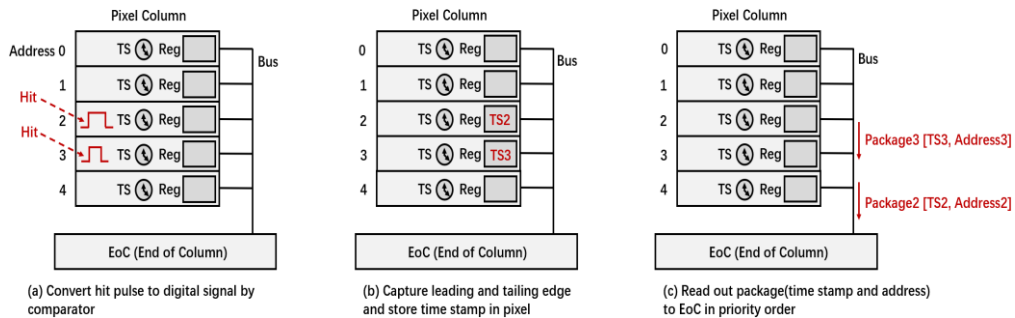 Pixel Column
Address 0 TS Reg
Bus
1 TS Reg
Hit
2 TS Reg
Hit
3 TS Reg
4 TS Reg
EoC (End of Column)
(a) Convert hit pulse to digital signal by
comparator
Pixel Column
0 TS Reg
Bus
1 TS Reg
2 TS Reg TS2
3 TS Reg TS3
4 TS Reg
EoC (End of Column)
(b) Capture leading and tailing edge
and store time stamp in pixel
Pixel Column
0 TS Reg
Bus
1 TS Reg
2 TS Reg
Package3 [TS3, Address3]
3 TS Reg
4 TS Reg
Package2 [TS2, Address2]
EoC (End of Column)
(c) Read out package(time stamp and address)
to EoC in priority order